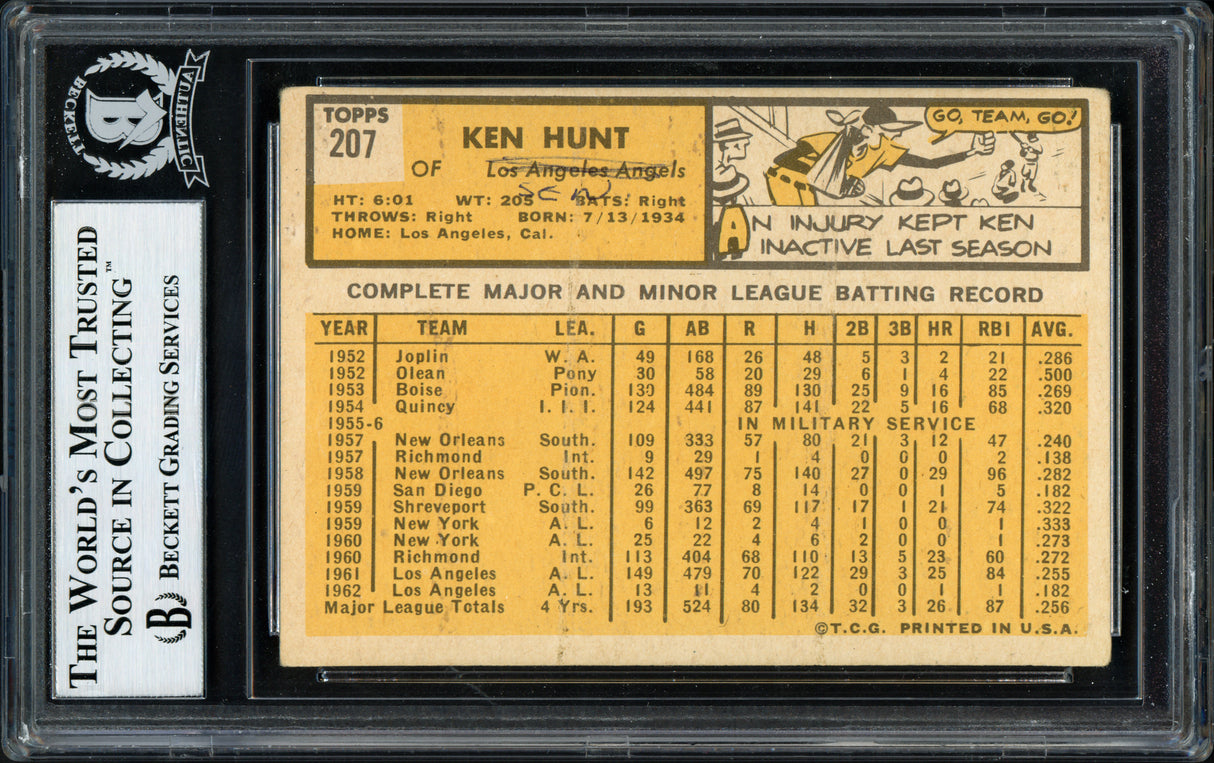 BECKETT
B
AUTHENTIC
THE WORLD'S MOST TRUSTED
SOURCE IN COLLECTING™
B BECKETT GRADING SERVICES
TOPPS
207
KEN HUNT
OF Los Angeles Angels
HT: 6:01 WT: 205 BATS: Right
THROWS: Right BORN: 7/13/1934
HOME: Los Angeles, Cal.
GO, TEAM, GO!
AN INJURY KEPT KEN
INACTIVE LAST SEASON
COMPLETE MAJOR AND MINOR LEAGUE BATTING RECORD
YEAR TEAM LEA. G AB R H 2B 3B HR RBI AVG.
1952 Joplin W. A. 49 168 26 48 5 3 2 21 .286
1952 Olean Pony 30 58 20 29 6 1 4 22 .500
1953 Boise Pion. 130 484 89 130 25 9 16 85 .269
1954 Quincy I. I. I. 124 441 87 141 22 5 16 68 .320
1955-6 IN MILITARY SERVICE
1957 New Orleans South. 109 333 57 80 21 3 12 47 .240
1957 Richmond Int. 9 29 1 4 0 0 0 2 .138
1958 New Orleans South. 142 497 75 140 27 0 29 96 .282
1959 San Diego P. C. L. 26 77 8 14 0 0 1 5 .182
1959 Shreveport South. 99 363 69 117 17 1 21 74 .322
1959 New York A. L. 6 12 2 4 1 0 0 1 .333
1960 New York A. L. 25 22 4 6 2 0 0 1 .273
1960 Richmond Int. 113 404 68 110 13 5 23 60 .272
1961 Los Angeles A. L. 149 479 70 122 29 3 25 84 .255
1962 Los Angeles A. L. 13 11 4 2 0 0 1 1 .182
Major League Totals 4 Yrs. 193 524 80 134 32 3 26 87 .256
©T.C.G. PRINTED IN U.S.A.